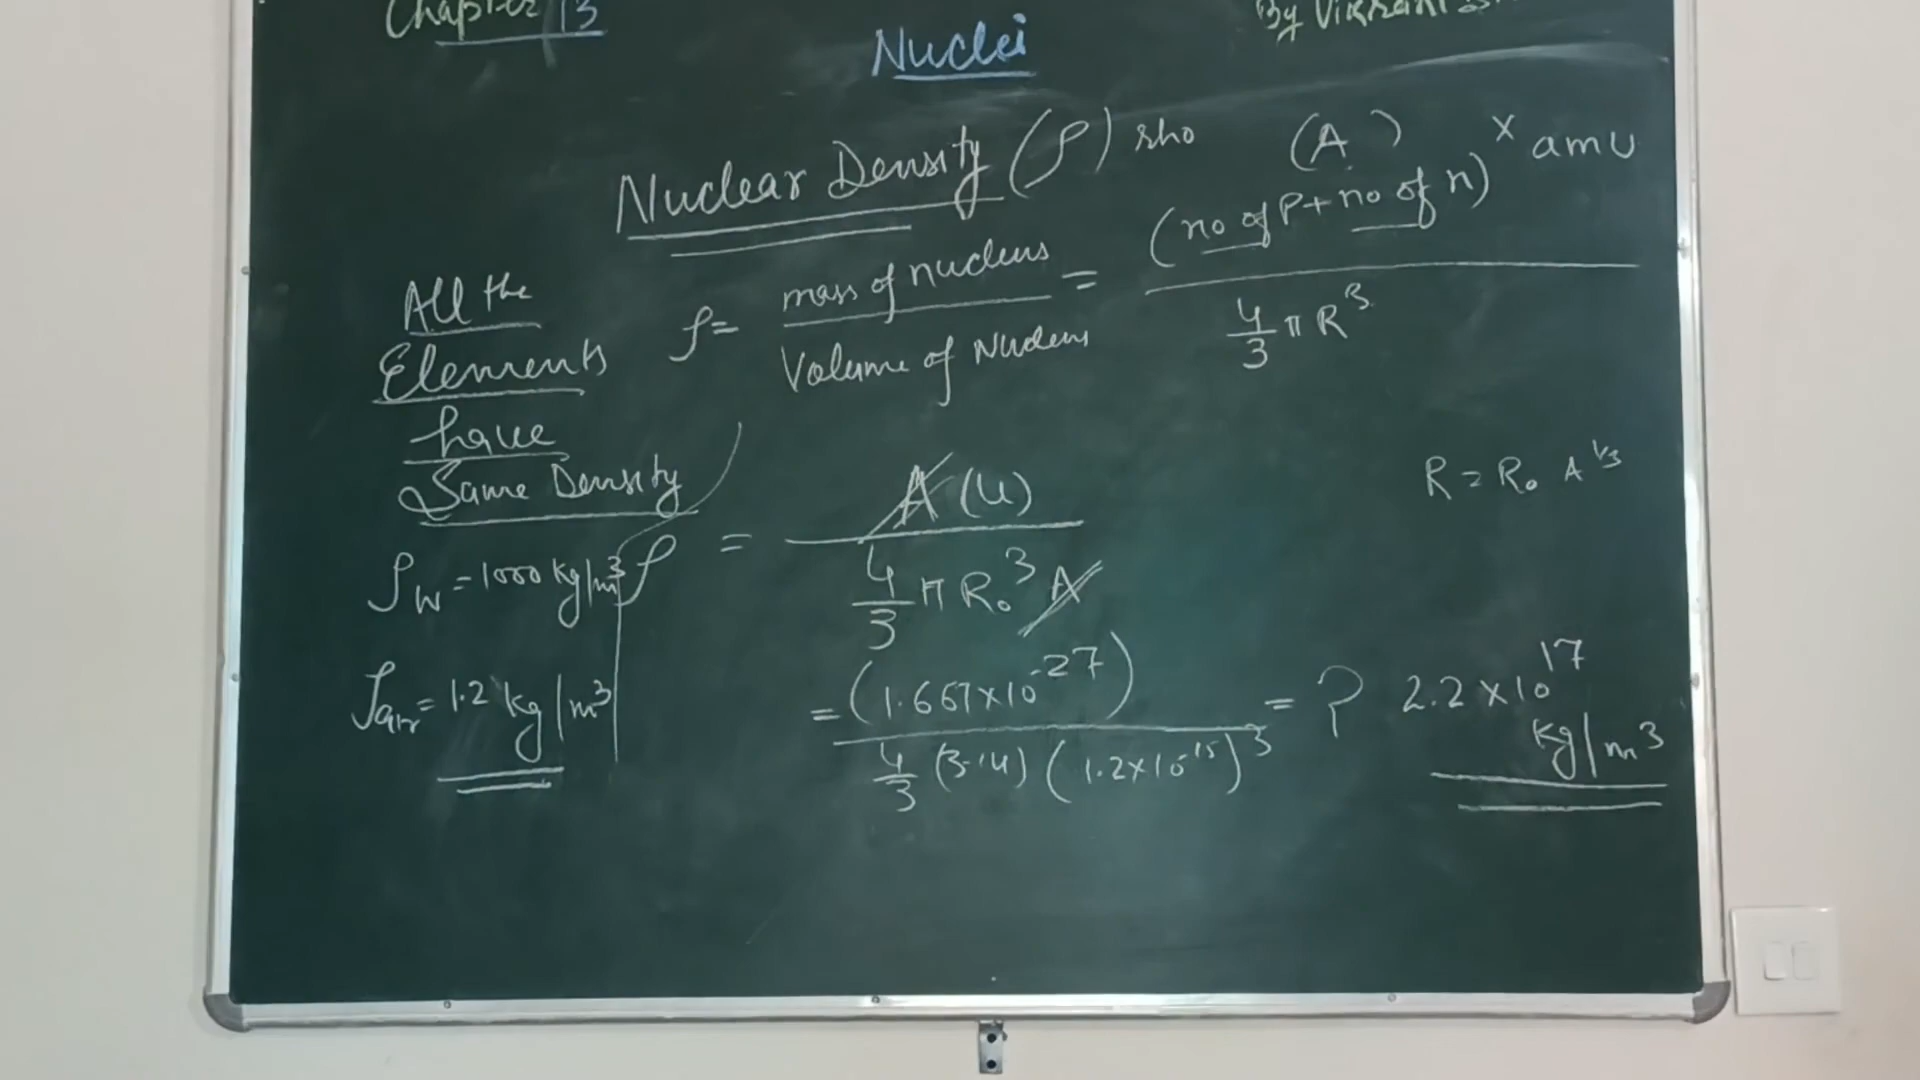 Chapter 13
By Vikrant
Nuclei
Nuclear Density (ρ) rho
(A) × amu
ρ = mass of nucleus / Volume of Nucleus = (no of P + no of n) / 4/3 π R³
All the
Elements
have
Same Density
R = R₀ A^1/3
ρ = A (u) / 4/3 π R₀³ A
ρw = 1000 kg/m³
= (1.667×10^-27) / 4/3 (3.14) (1.2×10^-15)³ = ? 2.2 × 10^17
kg/m³
ρair = 1.2 kg/m³